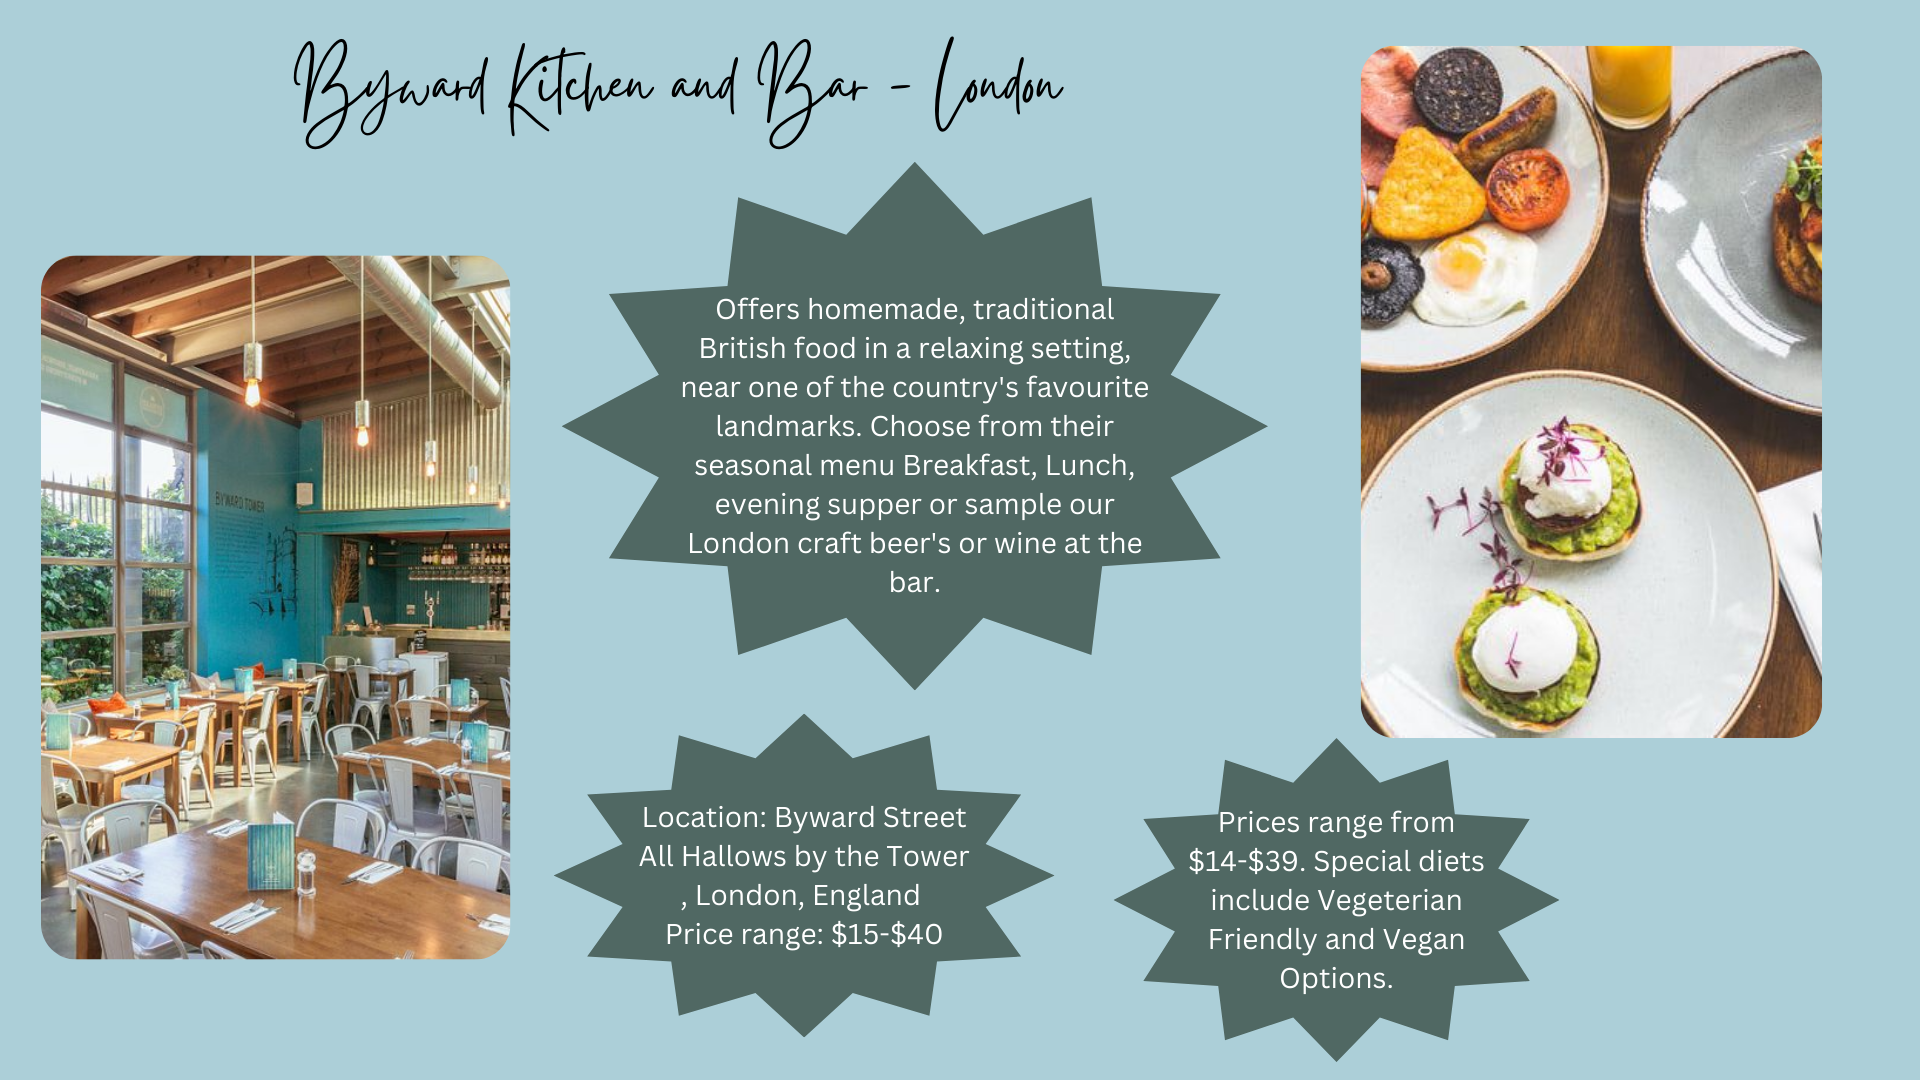 Byward Kitchen and Bar - London
Offers homemade, traditional
British food in a relaxing setting,
near one of the country's favourite
landmarks. Choose from their
seasonal menu Breakfast, Lunch,
evening supper or sample our
London craft beer's or wine at the
bar.
BYWARD TOWER
Location: Byward Street
All Hallows by the Tower
, London, England
Price range: $15-$40
Prices range from
$14-$39. Special diets
include Vegeterian
Friendly and Vegan
Options.